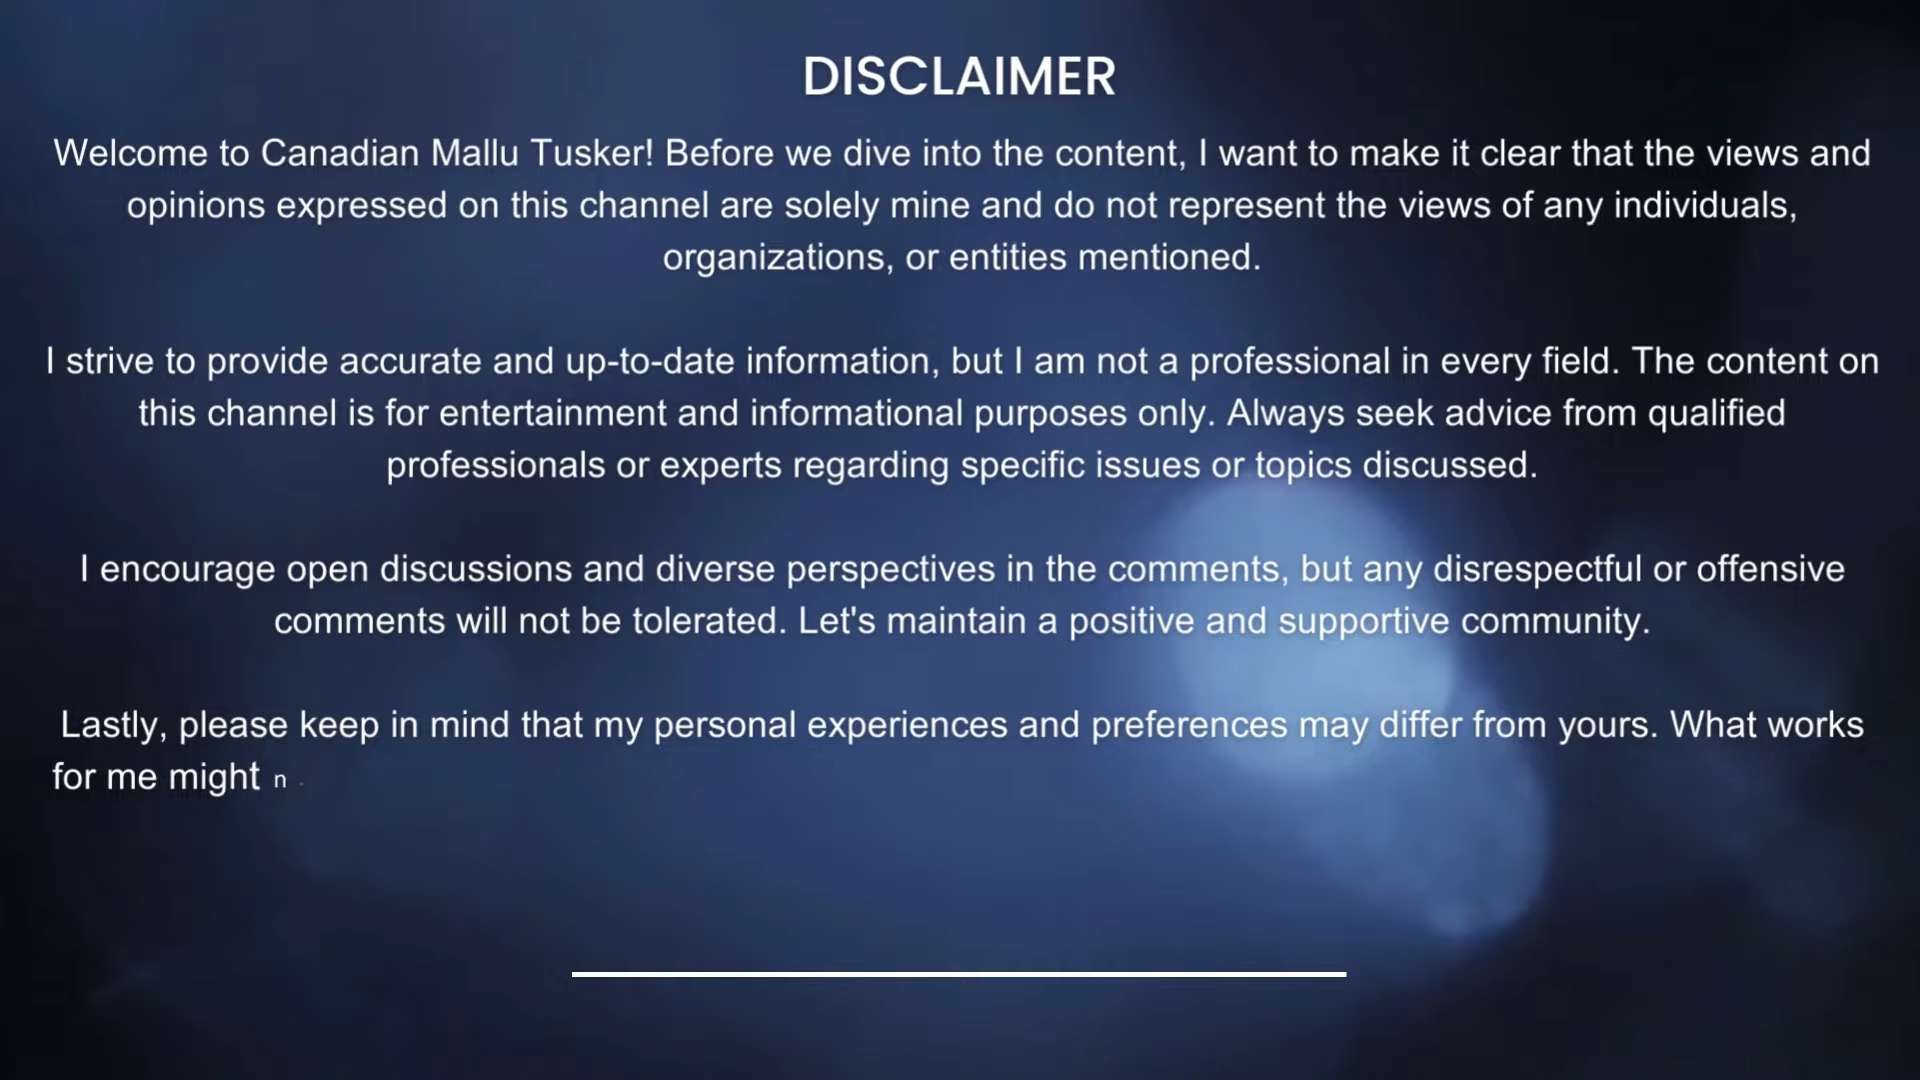 DISCLAIMER
Welcome to Canadian Mallu Tusker! Before we dive into the content, I want to make it clear that the views and
opinions expressed on this channel are solely mine and do not represent the views of any individuals,
organizations, or entities mentioned.
I strive to provide accurate and up-to-date information, but I am not a professional in every field. The content on
this channel is for entertainment and informational purposes only. Always seek advice from qualified
professionals or experts regarding specific issues or topics discussed.
I encourage open discussions and diverse perspectives in the comments, but any disrespectful or offensive
comments will not be tolerated. Let's maintain a positive and supportive community.
Lastly, please keep in mind that my personal experiences and preferences may differ from yours. What works
for me might n